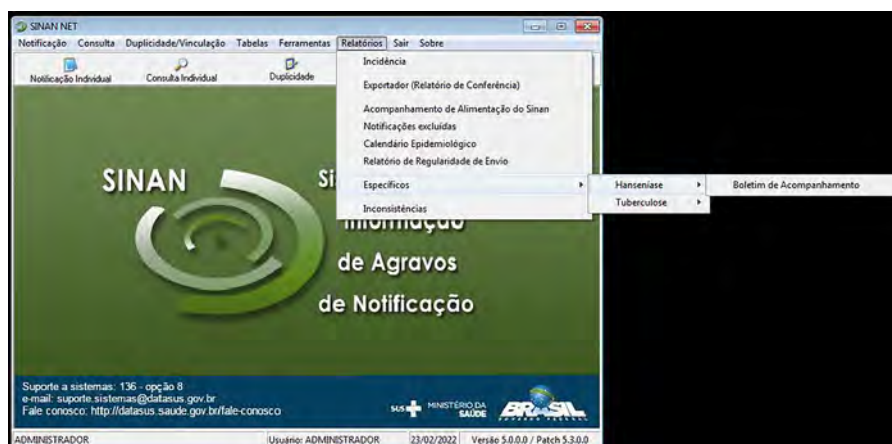 SINAN NET
Notificação Consulta Duplicidade/Vinculação Tabelas Ferramentas Relatórios Sair Sobre
Notificação Individual Consulta Individual Duplicidade
Incidência
Exportador (Relatório de Conferência)
Acompanhamento de Alimentação do Sinan
Notificações excluídas
Calendário Epidemiológico
Relatório de Regularidade de Envio
Específicos Hanseníase Boletim de Acompanhamento
Tuberculose
Inconsistências
SINAN
de Agravos
de Notificação
Suporte a sistemas: 136 - opção 8
e-mail: suporte.sistemas@datasus.gov.br
Fale conosco: http://datasus.saude.gov.br/fale-conosco
SUS MINISTÉRIO DA SAÚDE BRASIL
GOVERNO FEDERAL
ADMINISTRADOR Usuário: ADMINISTRADOR 23/02/2022 Versão 5.0.0.0 / Patch 5.3.0.0